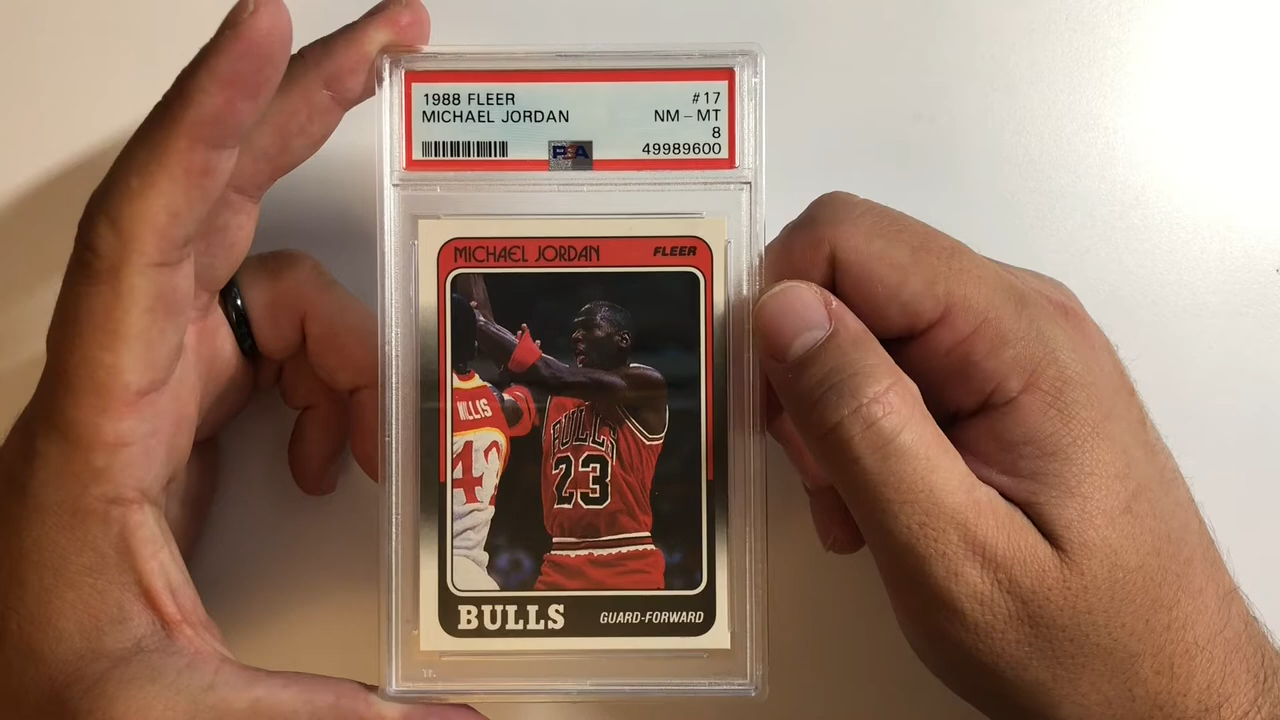 1988 FLEER #17
MICHAEL JORDAN NM - MT
8
PSA 49989600
MICHAEL JORDAN FLEER
WILLIS
42
BULLS
23
BULLS GUARD-FORWARD